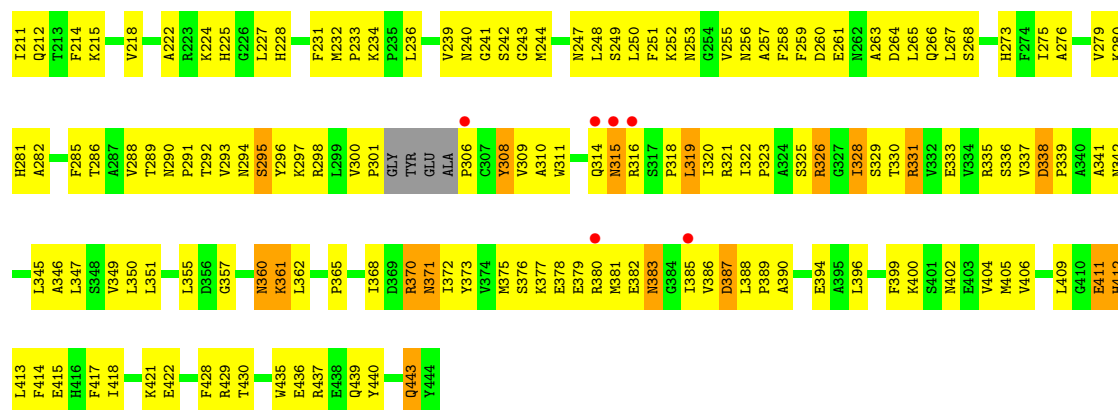 I211 Q212 T213 F214 K215 V218 A222 R223 K224 H225 G226 L227 H228 F231 M232 P233 K234 P235 L236 V239 N240 G241 S242 G243 M244 N247 L248 S249 L250 F251 K252 N253 G254 V255 N256 A257 F258 F259 D260 E261 N262 A263 D264 L265 Q266 L267 S268 H273 F274 I275 A276 V279 K280
H281 A282 F285 T286 A287 V288 T289 N290 P291 T292 V293 N294 S295 Y296 K297 R298 L299 V300 P301 GLY TYR GLU ALA P306 C307 Y308 V309 A310 W311 Q314 N315 R316 S317 P318 L319 I320 R321 I322 P323 A324 S325 R326 G327 I328 S329 T330 R331 V332 E333 V334 R335 S336 V337 D338 P339 A340 A341 N342
L345 A346 L347 S348 V349 L350 L351 L355 D356 G357 N360 K361 L362 P365 I368 D369 R370 N371 I372 Y373 V374 M375 S376 K377 E378 E379 R380 M381 E382 N383 G384 I385 V386 D387 L388 P389 A390 E394 A395 L396 F399 K400 S401 N402 E403 V404 M405 V406 L409 G410 E411 H412
L413 F414 E415 H416 F417 I418 K421 E422 F428 R429 T430 W435 E436 R437 E438 Q439 Y440 Q443 Y444